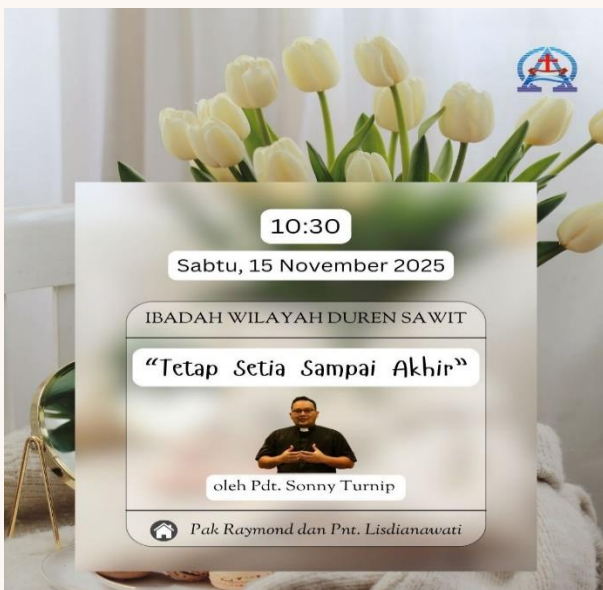 10:30
Sabtu, 15 November 2025
IBADAH WILAYAH DUREN SAWIT
“Tetap Setia Sampai Akhir”
oleh Pdt. Sonny Turnip
Pak Raymond dan Pnt. Lisdianawati